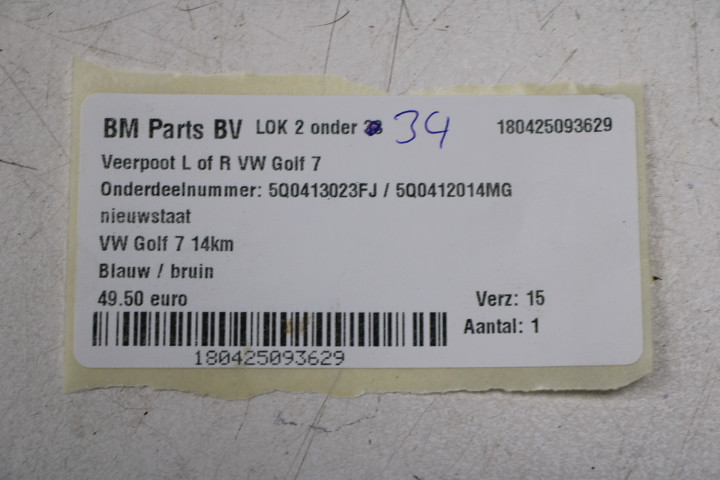 BM Parts BV LOK 2 onder 34 180425093629
Veerpoot L of R VW Golf 7
Onderdeelnummer: 5Q0413023FJ / 5Q0412014MG
nieuwstaat
VW Golf 7 14km
Blauw / bruin
49.50 euro Verz: 15
Aantal: 1
180425093629